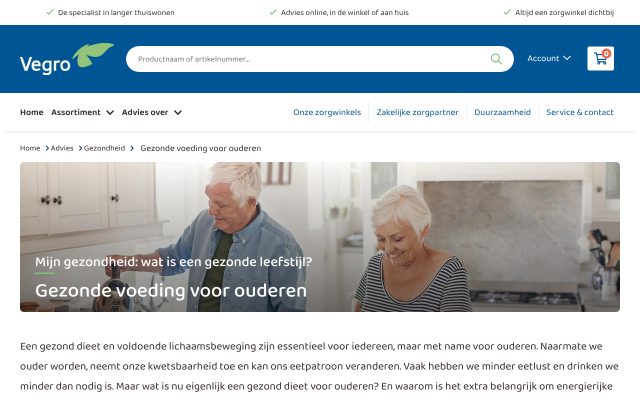 De specialist in langer thuiswonen
Advies online, in de winkel of aan huis
Altijd een zorgwinkel dichtbij
Vegro
Productnaam of artikelnummer...
Account
0
Home
Assortiment
Advies over
Onze zorgwinkels
Zakelijke zorgpartner
Duurzaamheid
Service & contact
Home > Advies > Gezondheid > Gezonde voeding voor ouderen
Mijn gezondheid: wat is een gezonde leefstijl?
Gezonde voeding voor ouderen
Een gezond dieet en voldoende lichaamsbeweging zijn essentieel voor iedereen, maar met name voor ouderen. Naarmate we
ouder worden, neemt onze kwetsbaarheid toe en kan ons eetpatroon veranderen. Vaak hebben we minder eetlust en drinken we
minder dan nodig is. Maar wat is nu eigenlijk een gezond dieet voor ouderen? En waarom is het extra belangrijk om energierijke